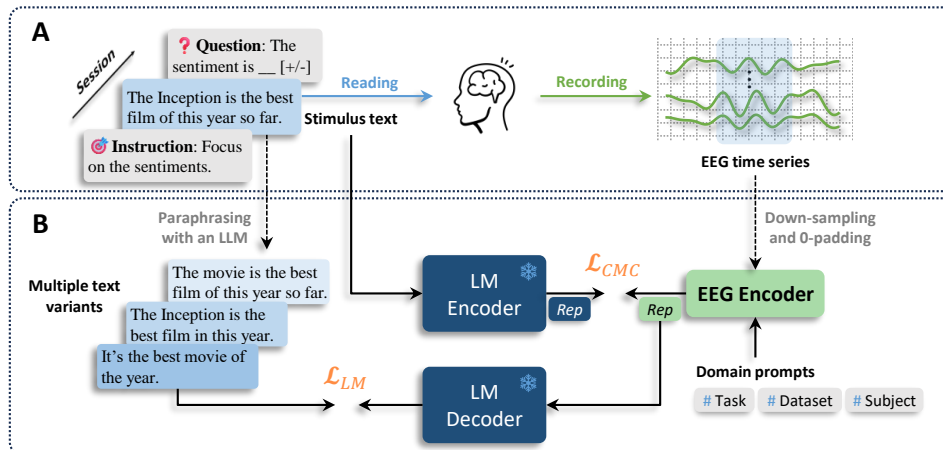 A
Session
❓ Question: The
sentiment is __ [+/-]
The Inception is the best
film of this year so far.
🎯 Instruction: Focus
on the sentiments.
Reading
Stimulus text
Recording
EEG time series
B
Paraphrasing
with an LLM
Down-sampling
and 0-padding
Multiple text
variants
The movie is the best
film of this year so far.
The Inception is the
best film in this year.
It's the best movie of
the year.
LM
Encoder
Rep
ℒCMC
Rep
EEG Encoder
ℒLM
LM
Decoder
Domain prompts
# Task
# Dataset
# Subject